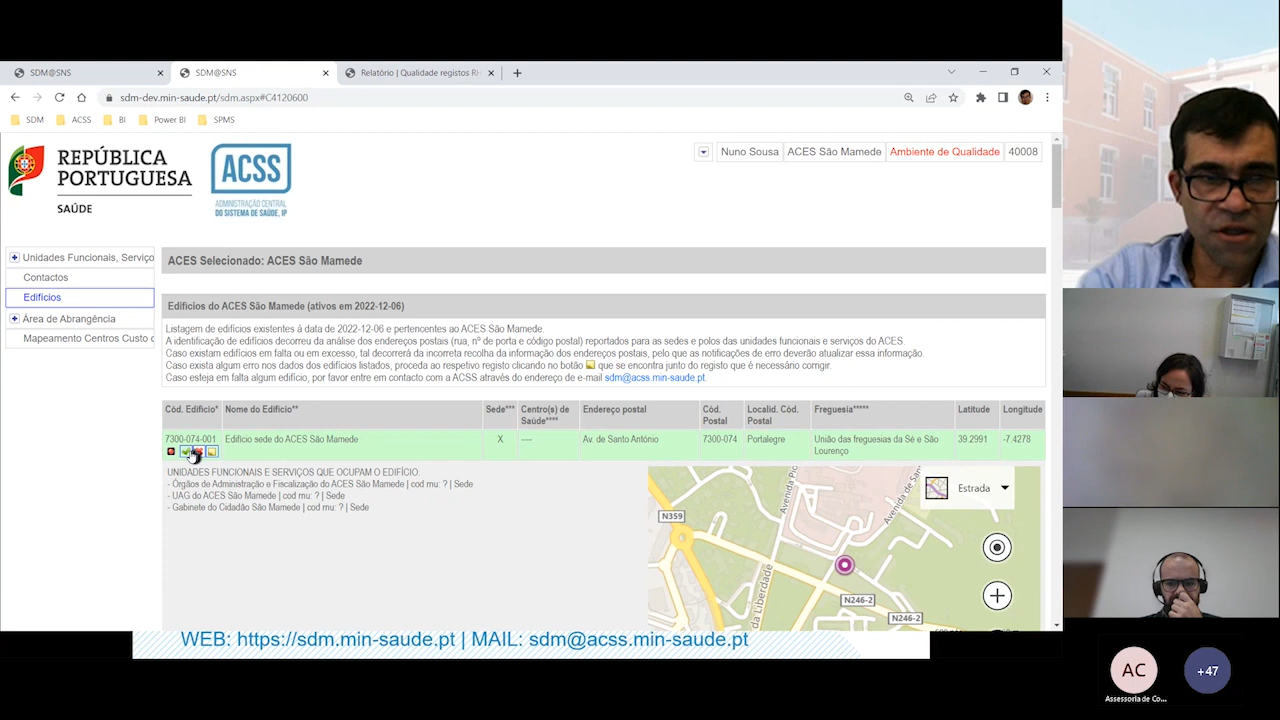 SDM@SNS
SDM@SNS
Relatório | Qualidade registos RH
sdm-dev.min-saude.pt/sdm.aspx#C4120600
SDM
ACSS
BI
Power BI
SPMS
REPÚBLICA
PORTUGUESA
SAÚDE
ACSS
ADMINISTRAÇÃO CENTRAL
DO SISTEMA DE SAÚDE, IP
Nuno Sousa
ACES São Mamede
Ambiente de Qualidade
40008
Unidades Funcionais, Serviço
Contactos
Edifícios
Área de Abrangência
Mapeamento Centros Custo
ACES Selecionado: ACES São Mamede
Edifícios do ACES São Mamede (ativos em 2022-12-06)
Listagem de edifícios existentes à data de 2022-12-06 e pertencentes ao ACES São Mamede.
A identificação de edifícios decorreu da análise dos endereços postais (rua, nº de porta e código postal) reportados para as sedes e polos das unidades funcionais e serviços do ACES.
Caso existam edifícios em falta ou em excesso, tal decorrerá da incorreta recolha da informação dos endereços postais, pelo que as notificações de erro deverão atualizar essa informação.
Caso exista algum erro nos dados dos edifícios listados, proceda ao respetivo registo clicando no botão que se encontra junto do registo que é necessário corrigir.
Caso esteja em falta algum edifício, por favor entre em contacto com a ACSS através do endereço de e-mail sdm@acss.min-saude.pt.
Cód. Edifício* Nome do Edifício** Sede*** Centro(s) de Saúde**** Endereço postal Cód. Postal Localid. Cód. Postal Freguesia***** Latitude Longitude
7300-074-001 Edifício sede do ACES São Mamede X ---- Av. de Santo António 7300-074 Portalegre União das freguesias da Sé e São Lourenço 39.2991 -7.4278
UNIDADES FUNCIONAIS E SERVIÇOS QUE OCUPAM O EDIFÍCIO:
- Órgãos de Administração e Fiscalização do ACES São Mamede | cod mu: ? | Sede
- UAG do ACES São Mamede | cod mu: ? | Sede
- Gabinete do Cidadão São Mamede | cod mu: ? | Sede
Estrada
N359
Avenida Pio
Avenida de San
da Liberdade
N246-2
N246-2
WEB: https://sdm.min-saude.pt | MAIL: sdm@acss.min-saude.pt
AC
+47
Assessoria de Co...